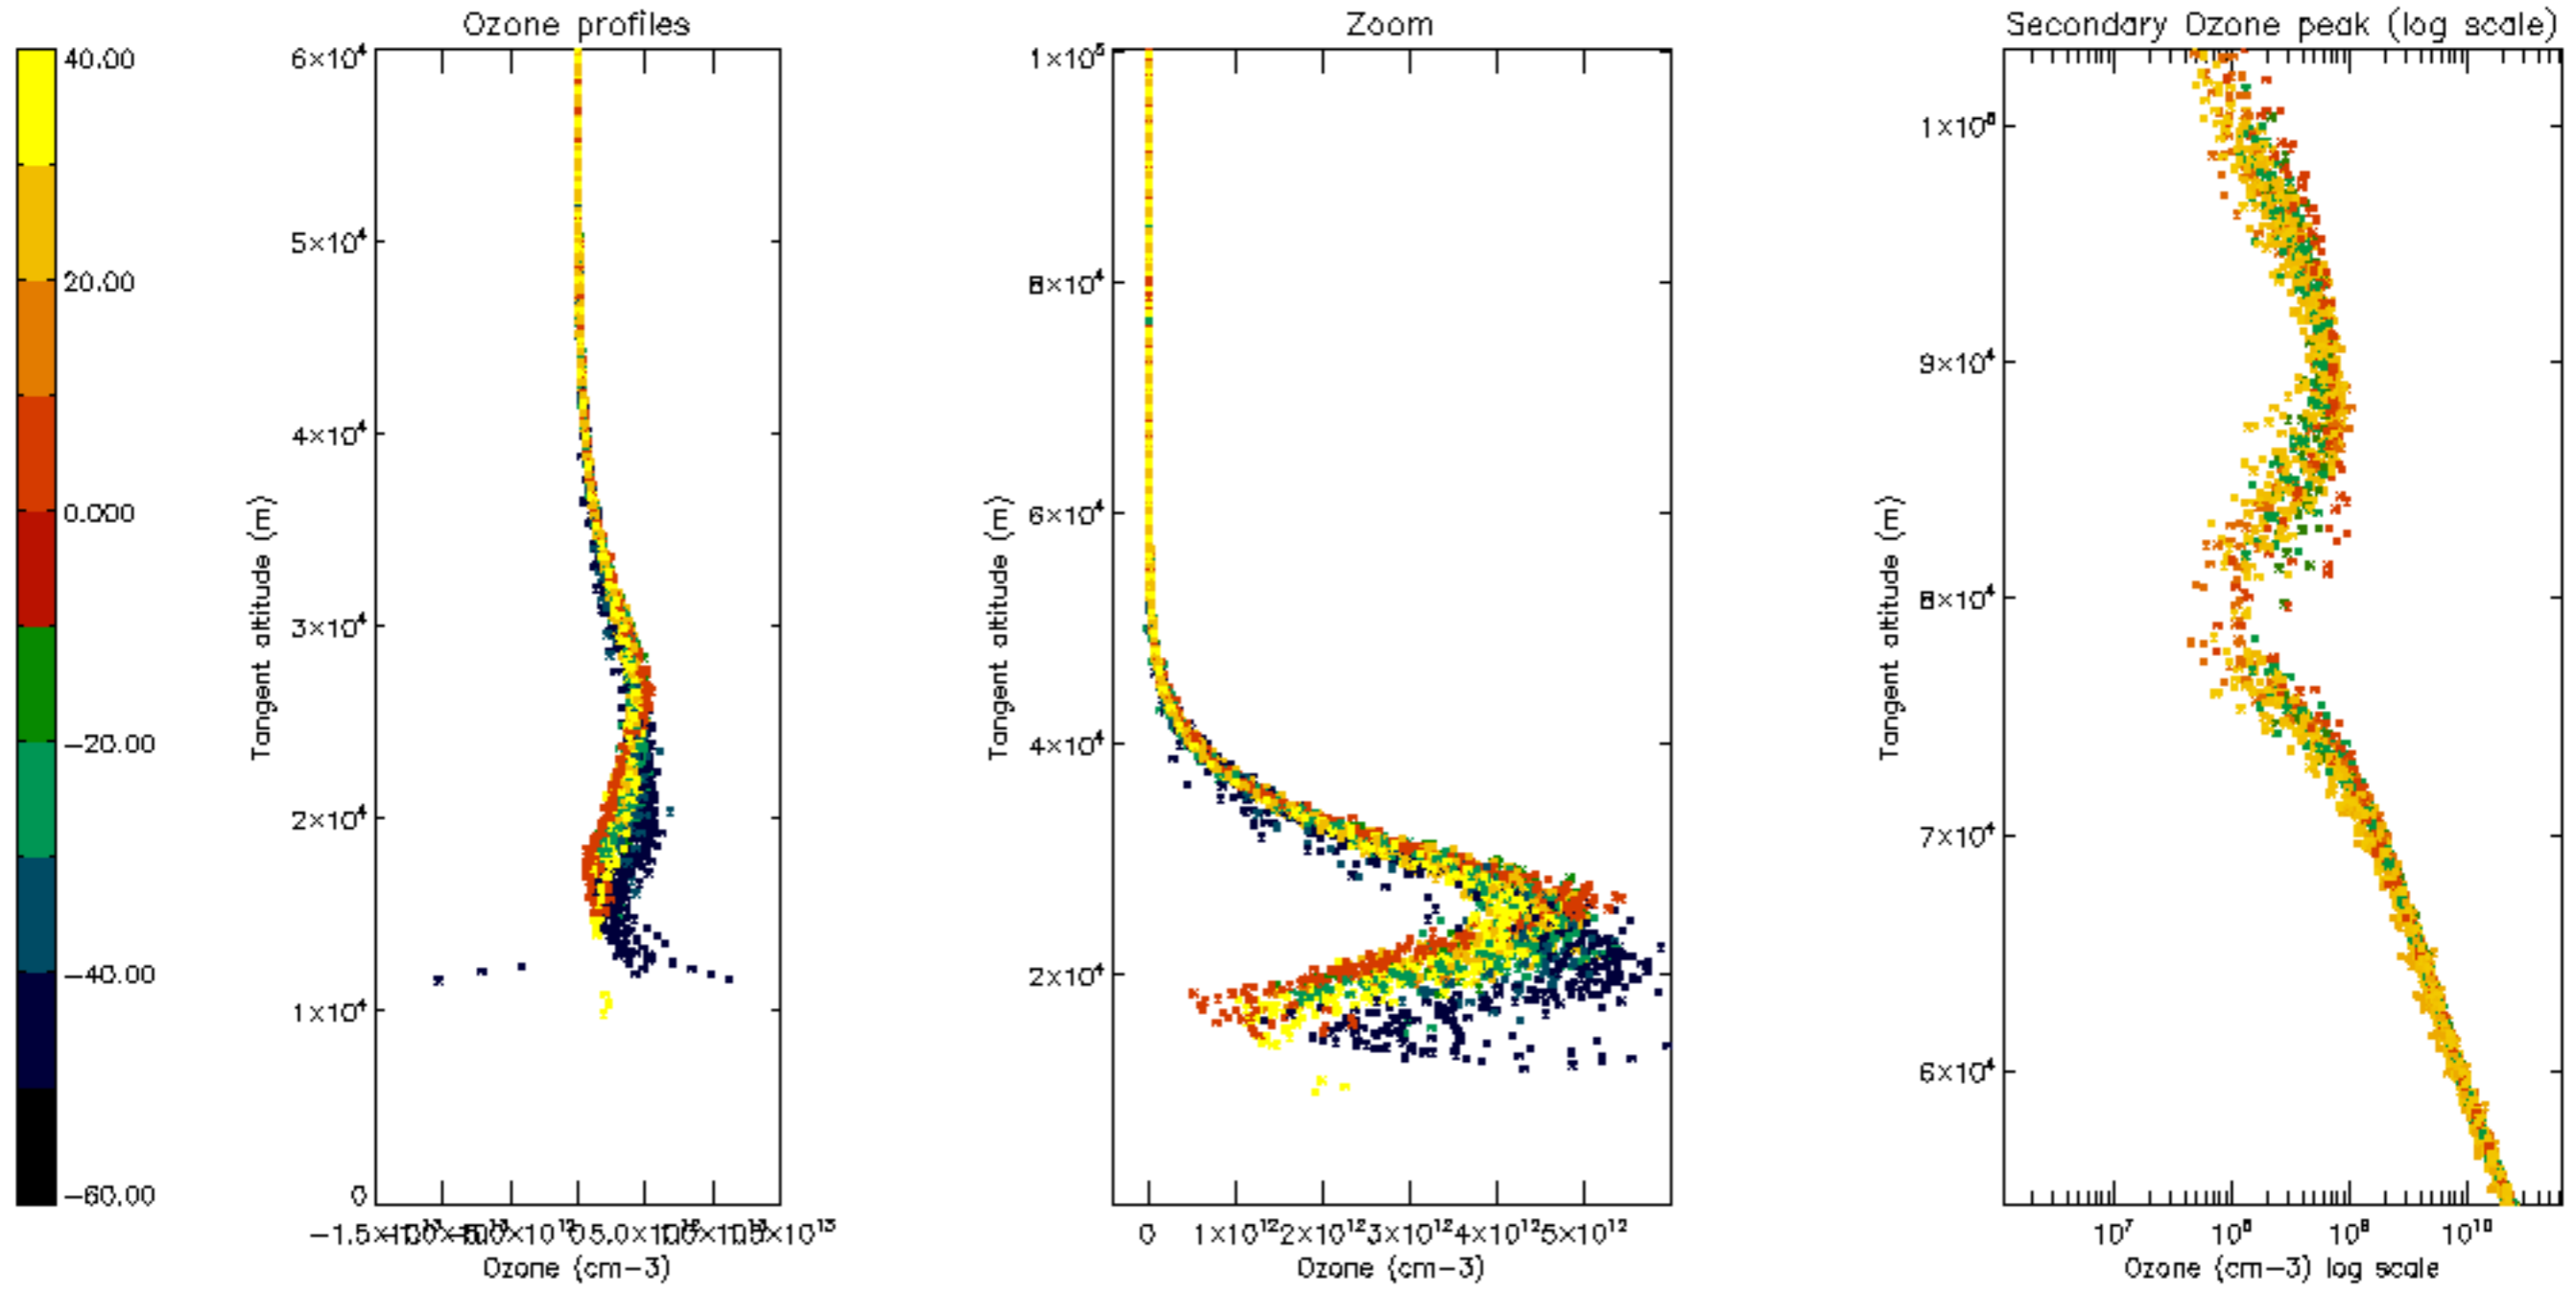 Ozone profiles
Zoom
Secondary Ozone peak (log scale)
40.00
20.00
0.000
−20.00
−40.00
−60.00
6×10⁴
5×10⁴
4×10⁴
3×10⁴
2×10⁴
1×10⁴
0
Tangent altitude (m)
Ozone (cm−3)
1×10⁵
8×10⁴
6×10⁴
4×10⁴
2×10⁴
Tangent altitude (m)
0 1×10¹² 2×10¹² 3×10¹² 4×10¹² 5×10¹²
Ozone (cm−3)
1×10⁵
9×10⁴
8×10⁴
7×10⁴
6×10⁴
Tangent altitude (m)
10⁷ 10⁸ 10⁹ 10¹⁰
Ozone (cm−3) log scale